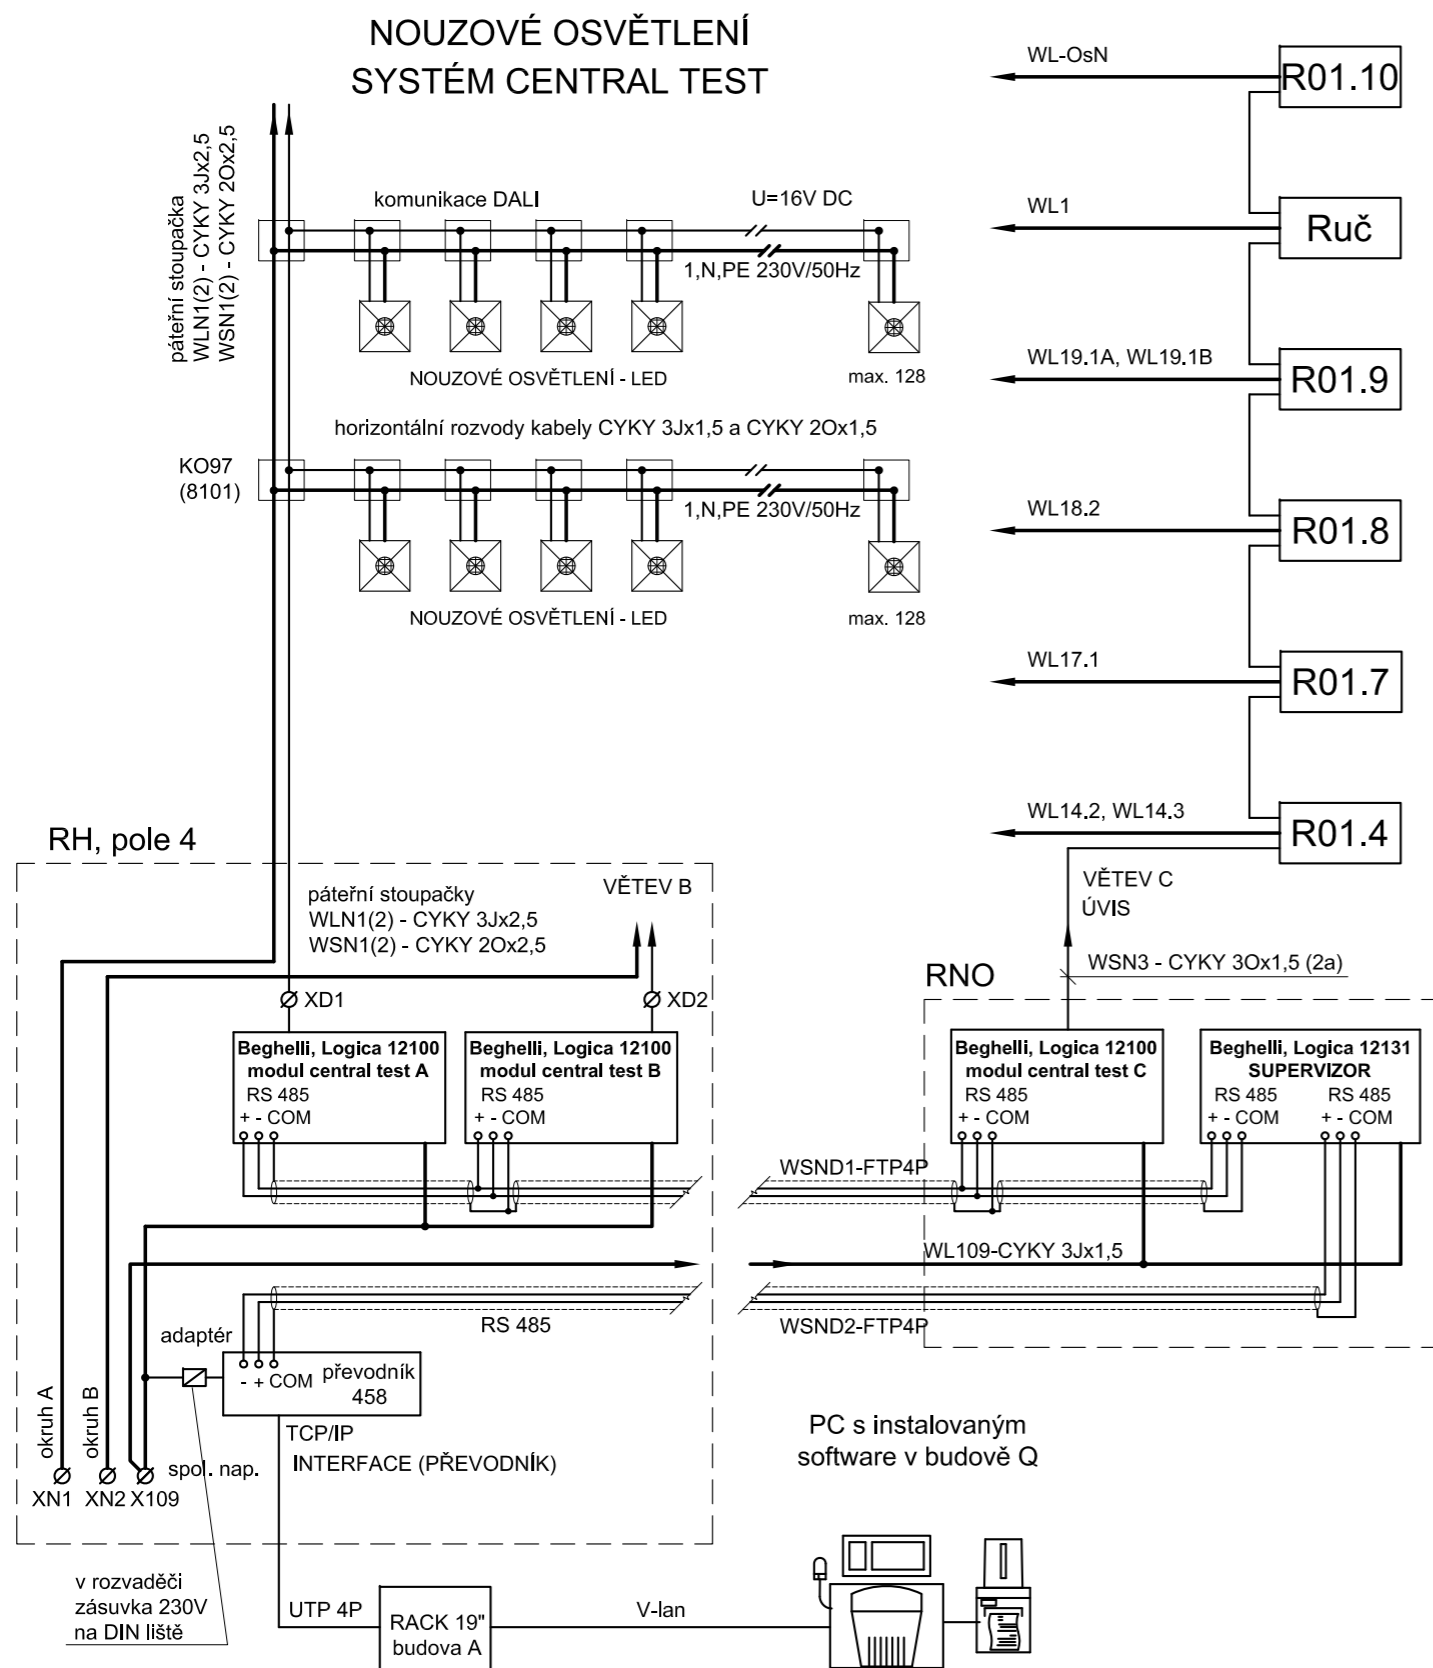 NOUZOVÉ OSVĚTLENÍ
SYSTÉM CENTRAL TEST
páteřní stoupačka
WLN1(2) - CYKY 3Jx2,5
WSN1(2) - CYKY 2Ox2,5
komunikace DALI
U=16V DC
1,N,PE 230V/50Hz
NOUZOVÉ OSVĚTLENÍ - LED
max. 128
horizontální rozvody kabely CYKY 3Jx1,5 a CYKY 2Ox1,5
KO97
(8101)
1,N,PE 230V/50Hz
NOUZOVÉ OSVĚTLENÍ - LED
max. 128
WL-OsN
R01.10
WL1
Ruč
WL19.1A, WL19.1B
R01.9
WL18.2
R01.8
WL17.1
R01.7
WL14.2, WL14.3
R01.4
VĚTEV C
ÚVIS
WSN3 - CYKY 3Ox1,5 (2a)
RH, pole 4
páteřní stoupačky
WLN1(2) - CYKY 3Jx2,5
WSN1(2) - CYKY 2Ox2,5
VĚTEV B
XD1
XD2
Beghelli, Logica 12100
modul central test A
RS 485
+ - COM
Beghelli, Logica 12100
modul central test B
RS 485
+ - COM
RNO
Beghelli, Logica 12100
modul central test C
RS 485
+ - COM
Beghelli, Logica 12131
SUPERVIZOR
RS 485
+ - COM
RS 485
+ - COM
WSND1-FTP4P
WL109-CYKY 3Jx1,5
WSND2-FTP4P
RS 485
adaptér
- + COM
převodník
458
TCP/IP
INTERFACE (PŘEVODNÍK)
okruh A
okruh B
spol. nap.
XN1
XN2
X109
v rozvaděči
zásuvka 230V
na DIN liště
UTP 4P
RACK 19"
budova A
V-lan
PC s instalovaným
software v budově Q